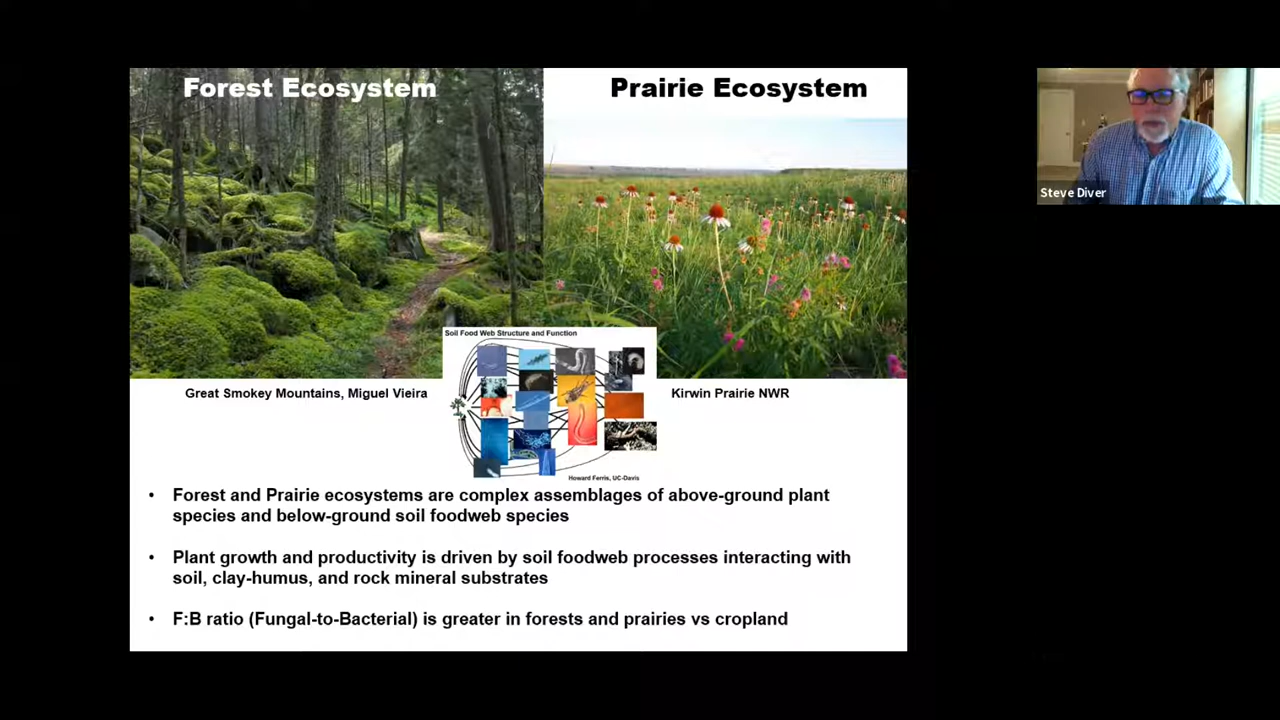 Forest Ecosystem
Prairie Ecosystem
Steve Diver
Soil Food Web Structure and Function
Great Smokey Mountains, Miguel Vieira
Kirwin Prairie NWR
Howard Ferris, UC-Davis
• Forest and Prairie ecosystems are complex assemblages of above-ground plant
species and below-ground soil foodweb species
• Plant growth and productivity is driven by soil foodweb processes interacting with
soil, clay-humus, and rock mineral substrates
• F:B ratio (Fungal-to-Bacterial) is greater in forests and prairies vs cropland